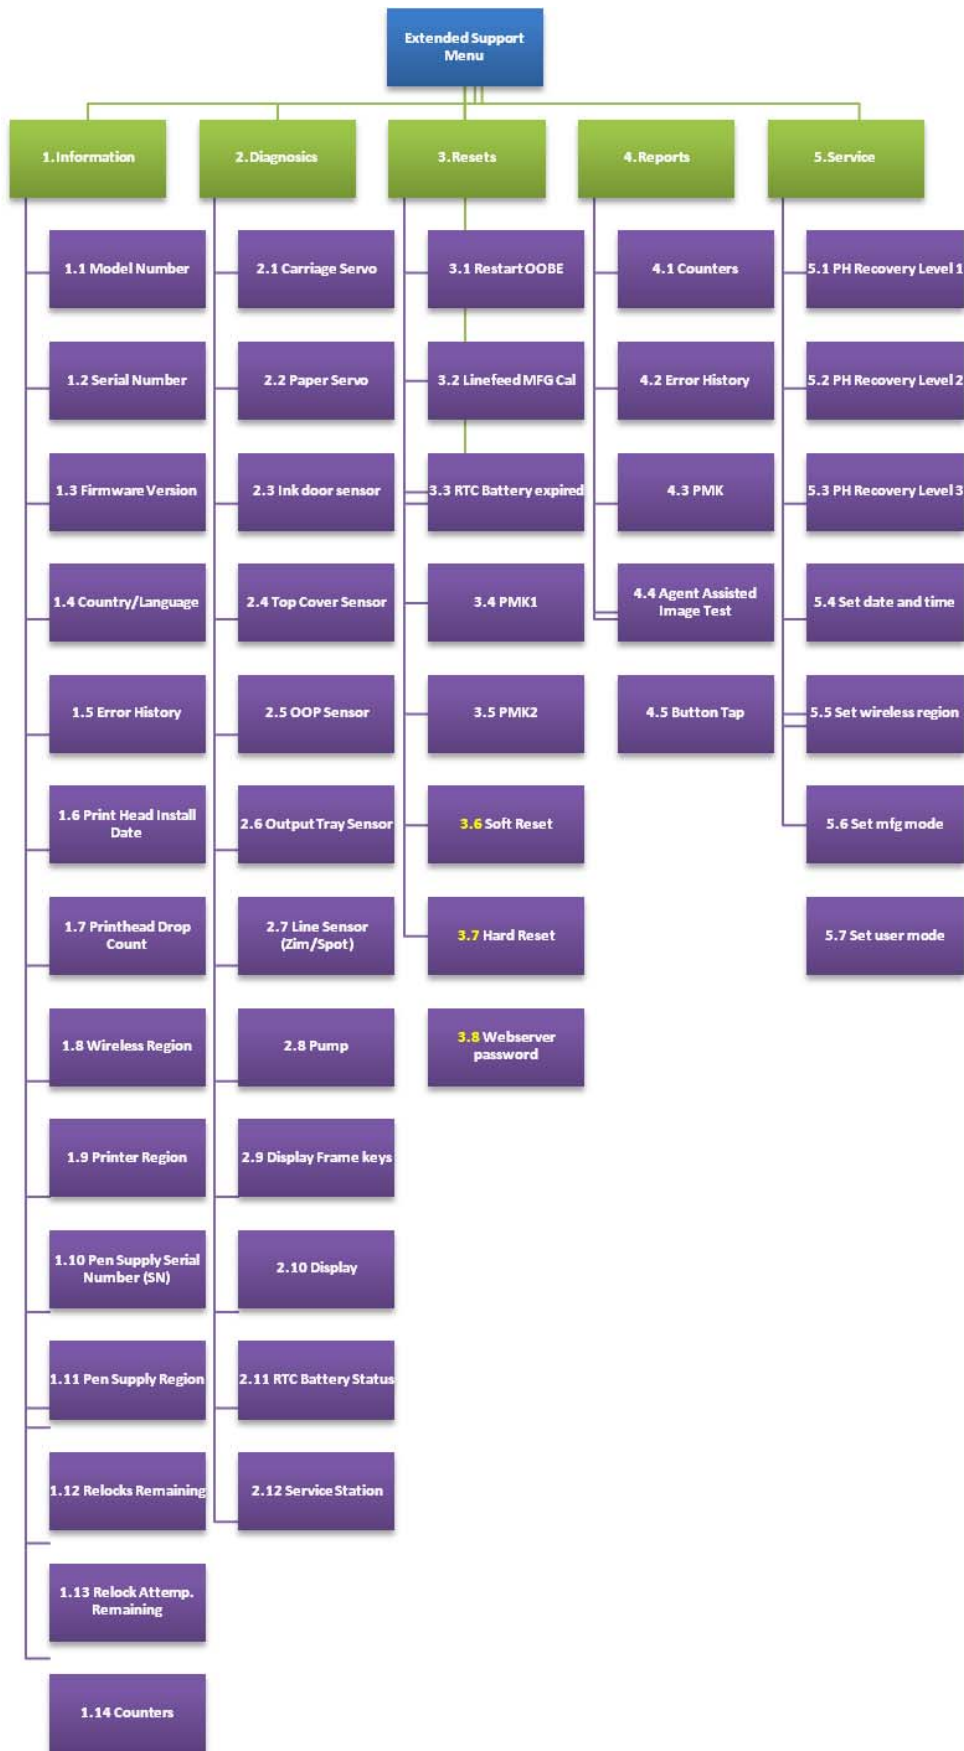 Extended Support
Menu
1.Information
2.Diagnosics
3.Resets
4.Reports
5.Service
1.1 Model Number
1.2 Serial Number
1.3 Firmware Version
1.4 Country/Language
1.5 Error History
1.6 Print Head Install
Date
1.7 Printhead Drop
Count
1.8 Wireless Region
1.9 Printer Region
1.10 Pen Supply Serial
Number (SN)
1.11 Pen Supply Region
1.12 Relocks Remaining
1.13 Relock Attemp.
Remaining
1.14 Counters
2.1 Carriage Servo
2.2 Paper Servo
2.3 Ink door sensor
2.4 Top Cover Sensor
2.5 OOP Sensor
2.6 Output Tray Sensor
2.7 Line Sensor
(Zim/Spot)
2.8 Pump
2.9 Display Frame keys
2.10 Display
2.11 RTC Battery Status
2.12 Service Station
3.1 Restart OOBE
3.2 Linefeed MFG Cal
3.3 RTC Battery expired
3.4 PMK1
3.5 PMK2
3.6 Soft Reset
3.7 Hard Reset
3.8 Webserver
password
4.1 Counters
4.2 Error History
4.3 PMK
4.4 Agent Assisted
Image Test
4.5 Button Tap
5.1 PH Recovery Level 1
5.2 PH Recovery Level 2
5.3 PH Recovery Level 3
5.4 Set date and time
5.5 Set wireless region
5.6 Set mfg mode
5.7 Set user mode